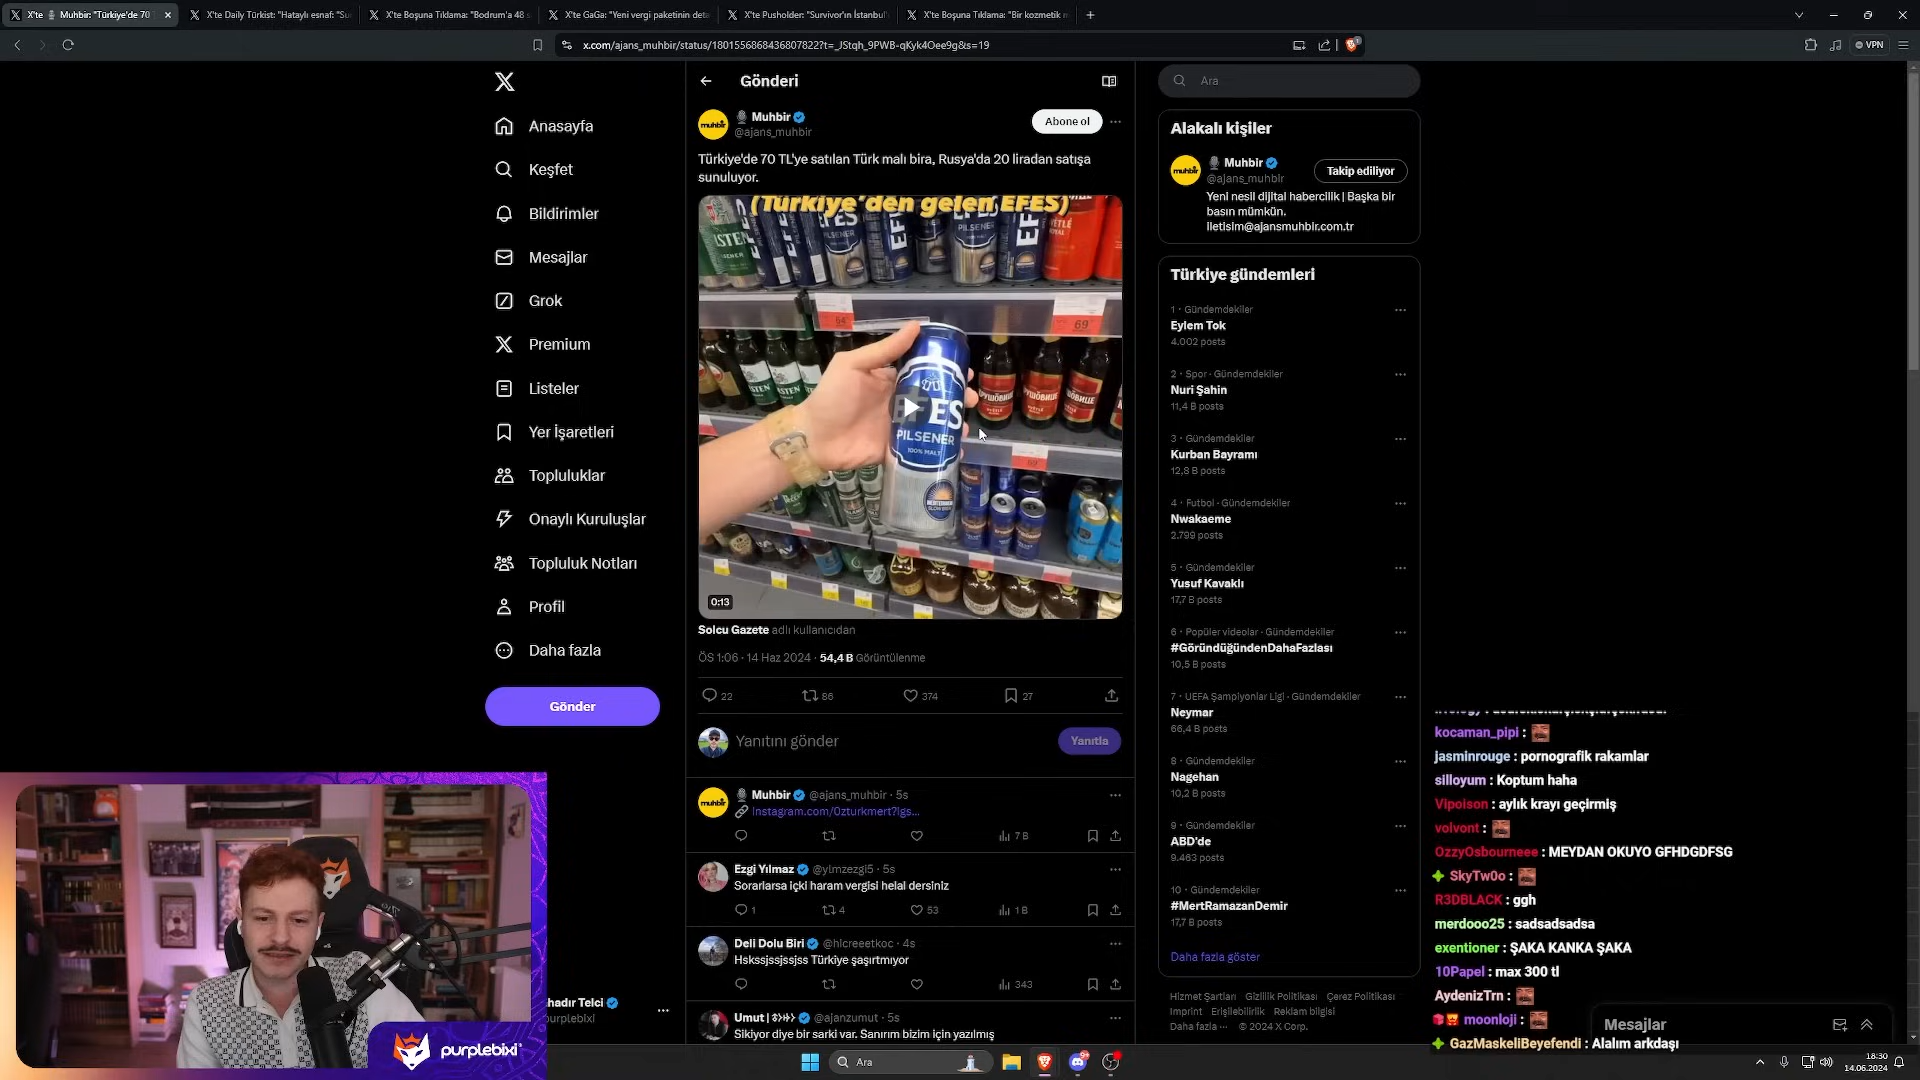 X'te 🎙 Muhbir: "Türkiye'de 70
X'te Daily Türkist: "Hataylı esnaf: "Su
X'te Boşuna Tıklama: "Bodrum'a 48 s
X'te GaGa: "Yeni vergi paketinin deta
X'te Pusholder: "Survivor'ın İstanbul'
X'te Boşuna Tıklama: "Bir kozmetik m
x.com/ajans_muhbir/status/1801556868436807822?t=_JStqh_9PWB-qKyk4Oee9g&s=19
VPN
Anasayfa
Keşfet
Bildirimler
Mesajlar
Grok
Premium
Listeler
Yer İşaretleri
Topluluklar
Onaylı Kuruluşlar
Topluluk Notları
Profil
Daha fazla
Gönder
Gönderi
muhbir
Muhbir
@ajans_muhbir
Abone ol
Türkiye'de 70 TL'ye satılan Türk malı bira, Rusya'da 20 liradan satışa
sunuluyor.
(Türkiye'den gelen EFES)
64
69
EFES
PILSENER
100% MALT
69
0:13
Solcu Gazete adlı kullanıcıdan
ÖS 1:06 · 14 Haz 2024 · 54,4 B Görüntülenme
22
86
374
27
Yanıtını gönder
Yanıtla
muhbir
Muhbir @ajans_muhbir · 5s
instagram.com/0zturkmert?igs...
7 B
Ezgi Yılmaz @ylmzezgi5 · 5s
Sorarlarsa içki haram vergisi helal dersiniz
1
4
53
1 B
Deli Dolu Biri @hlcreeetkoc · 4s
Hskssjssjssjss Türkiye şaşırtmıyor
343
@ajanzumut · 5s
Sikiyor diye bir sarki var. Sanırım bizim için yazılmış
Ara
Alakalı kişiler
muhbir
Muhbir
@ajans_muhbir
Takip ediliyor
Yeni nesil dijital habercilik | Başka bir
basın mümkün.
iletisim@ajansmuhbir.com.tr
Türkiye gündemleri
1 · Gündemdekiler
Eylem Tok
4.002 posts
2 · Spor · Gündemdekiler
Nuri Şahin
11,4 B posts
3 · Gündemdekiler
Kurban Bayramı
12,8 B posts
4 · Futbol · Gündemdekiler
Nwakaeme
2.799 posts
5 · Gündemdekiler
Yusuf Kavaklı
17,7 B posts
6 · Popüler videolar · Gündemdekiler
#GöründüğündenDahaFazlası
10,5 B posts
7 · UEFA Şampiyonlar Ligi · Gündemdekiler
Neymar
66,4 B posts
8 · Gündemdekiler
Nagehan
10,2 B posts
9 · Gündemdekiler
ABD'de
9.463 posts
10 · Gündemdekiler
#MertRamazanDemir
17,7 B posts
Daha fazla göster
Hizmet Şartları Gizlilik Politikası Çerez Politikası
Imprint Erişilebilirlik Reklam bilgisi
Daha fazla ··· © 2024 X Corp.
kocaman_pipi :
jasminrouge : pornografik rakamlar
silloyum : Koptum haha
Vipoison : aylık krayı geçirmiş
volvont :
OzzyOsbourneee : MEYDAN OKUYO GFHDGDFSG
SkyTw0o :
R3DBLACK : ggh
merdooo25 : sadsadsadsa
exentioner : ŞAKA KANKA ŞAKA
10Papel : max 300 tl
AydenizTrn :
moonloji :
GazMaskeliBeyefendi : Alalım arkdaşı
Mesajlar
hadır Telci
purplebixi
purplebixi
Ara
18:30
14.06.2024